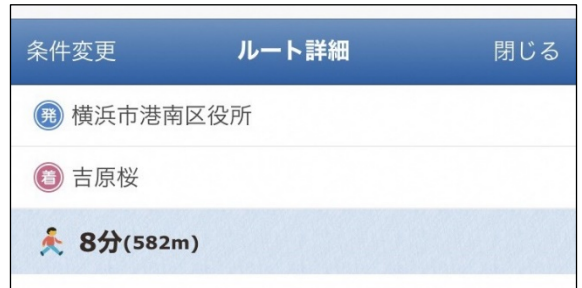 条件変更 ルート詳細 閉じる
発 横浜市港南区役所
着 吉原桜
8分(582m)